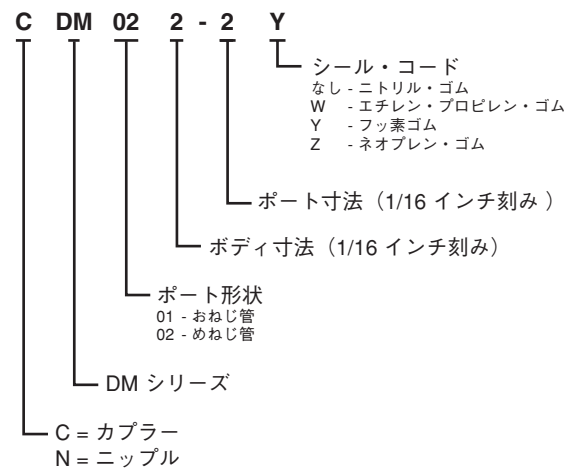 C DM 02 2 - 2 Y
シール・コード
なし - ニトリル・ゴム
W - エチレン・プロピレン・ゴム
Y - フッ素ゴム
Z - ネオプレン・ゴム
ポート寸法（1/16 インチ刻み ）
ボディ寸法（1/16 インチ刻み）
ポート形状
01 - おねじ管
02 - めねじ管
DM シリーズ
C = カプラー
N = ニップル